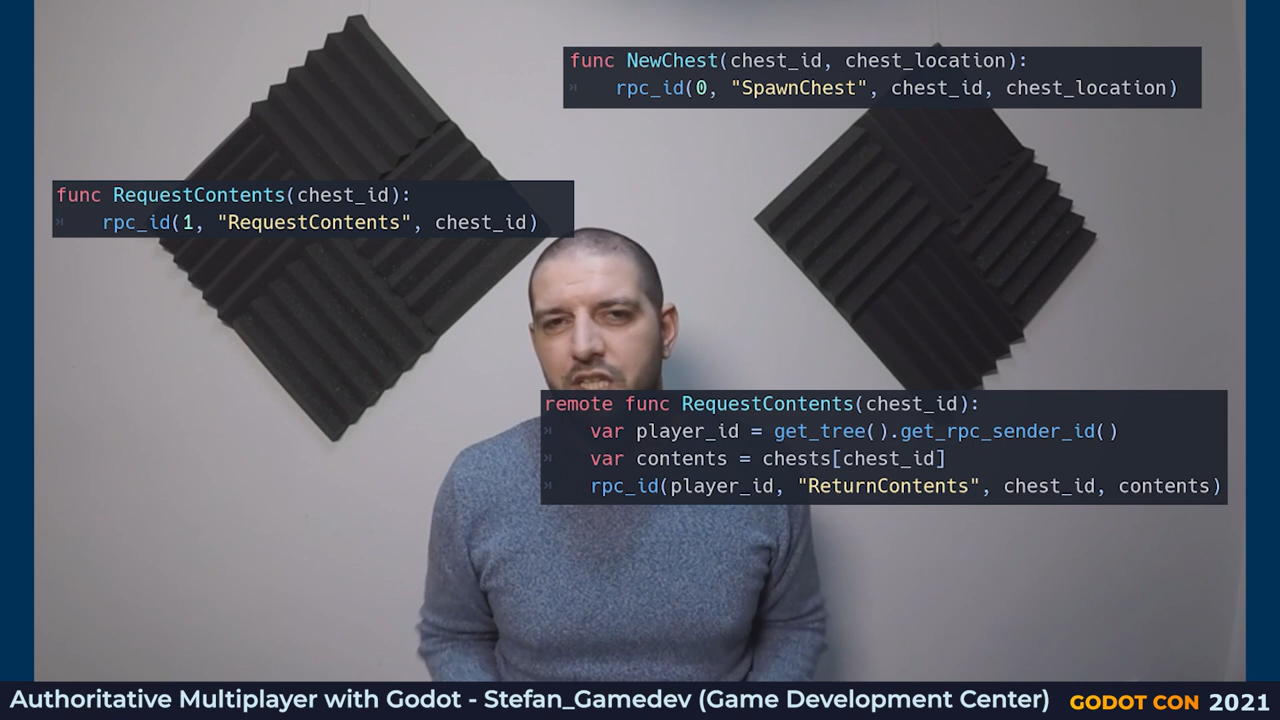 func NewChest(chest_id, chest_location):
rpc_id(0, "SpawnChest", chest_id, chest_location)
func RequestContents(chest_id):
rpc_id(1, "RequestContents", chest_id)
remote func RequestContents(chest_id):
var player_id = get_tree().get_rpc_sender_id()
var contents = chests[chest_id]
rpc_id(player_id, "ReturnContents", chest_id, contents)
Authoritative Multiplayer with Godot - Stefan_Gamedev (Game Development Center) GODOT CON 2021